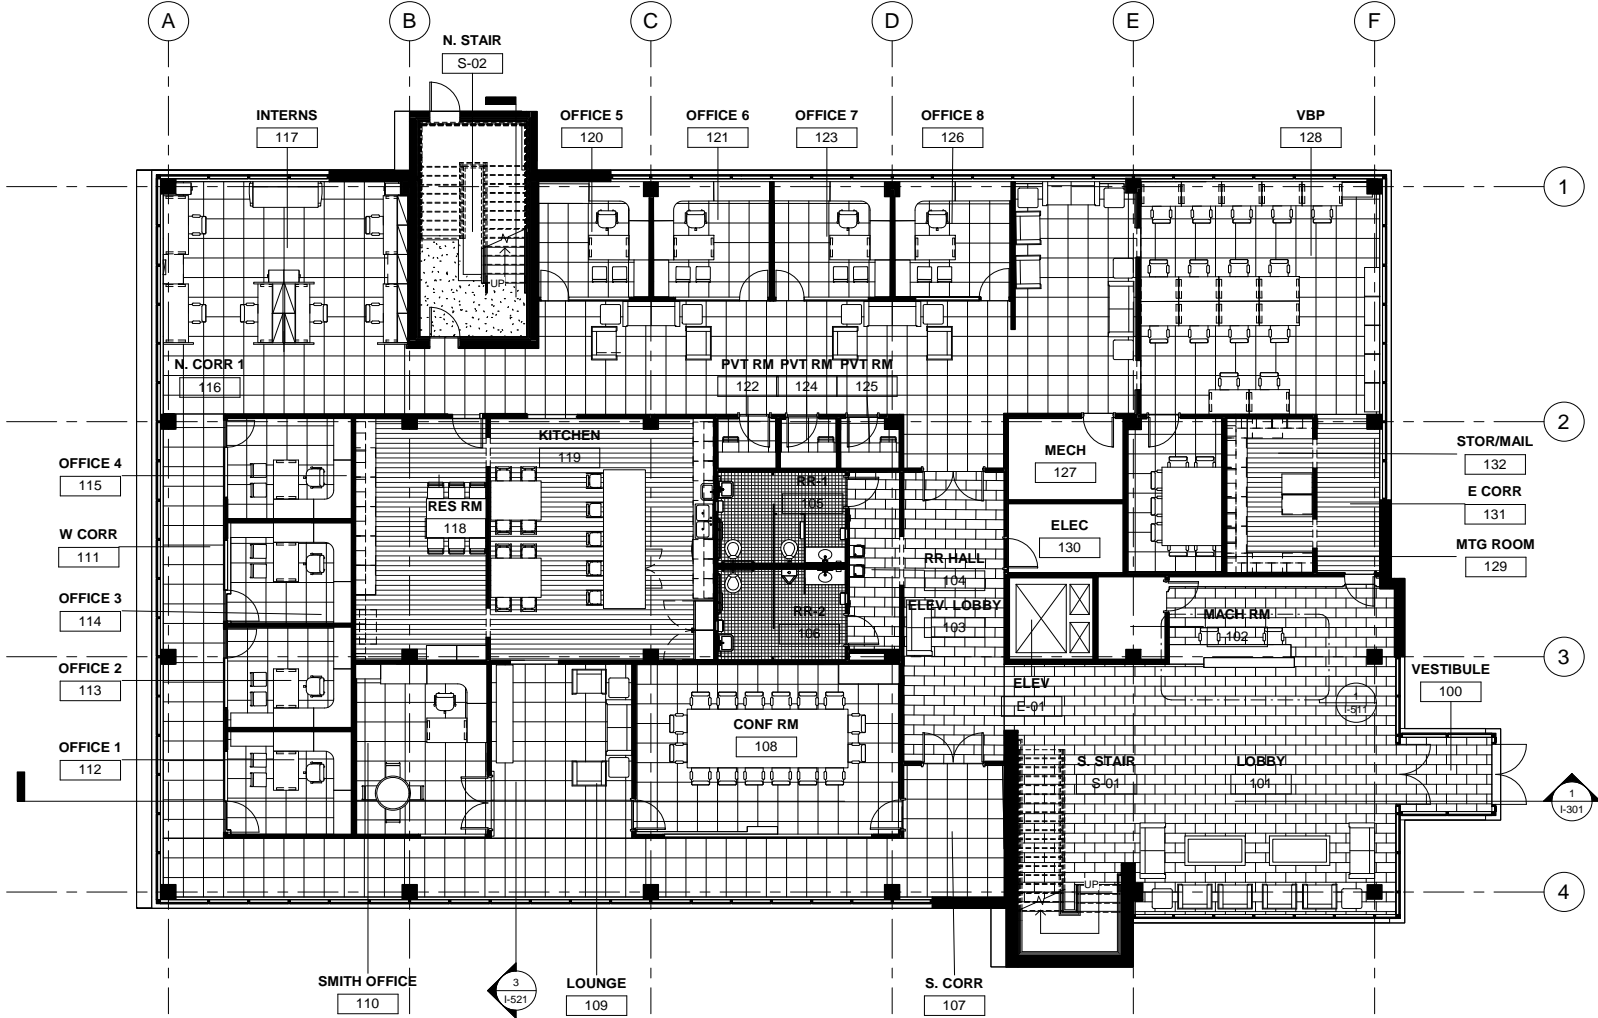 A B C D E F
N. STAIR
S-02
INTERNS OFFICE 5 OFFICE 6 OFFICE 7 OFFICE 8 VBP
117 120 121 123 126 128
1
UP
N. CORR 1 PVT RM PVT RM PVT RM
116 122 124 125
2
KITCHEN MECH STOR/MAIL
119 127 132
OFFICE 4
115
RR-1 E CORR
105 131
RES RM
118
W CORR ELEC MTG ROOM
111 130 129
RR HALL
104
OFFICE 3 RR-2 ELEV. LOBBY MACH RM
114 106 103 102
3
OFFICE 2 ELEV VESTIBULE
113 E-01 100
1
I-511
CONF RM
108
OFFICE 1 S. STAIR LOBBY
112 S-01 101
1
I-301
UP
4
SMITH OFFICE LOUNGE S. CORR
110 109 107
3
I-521